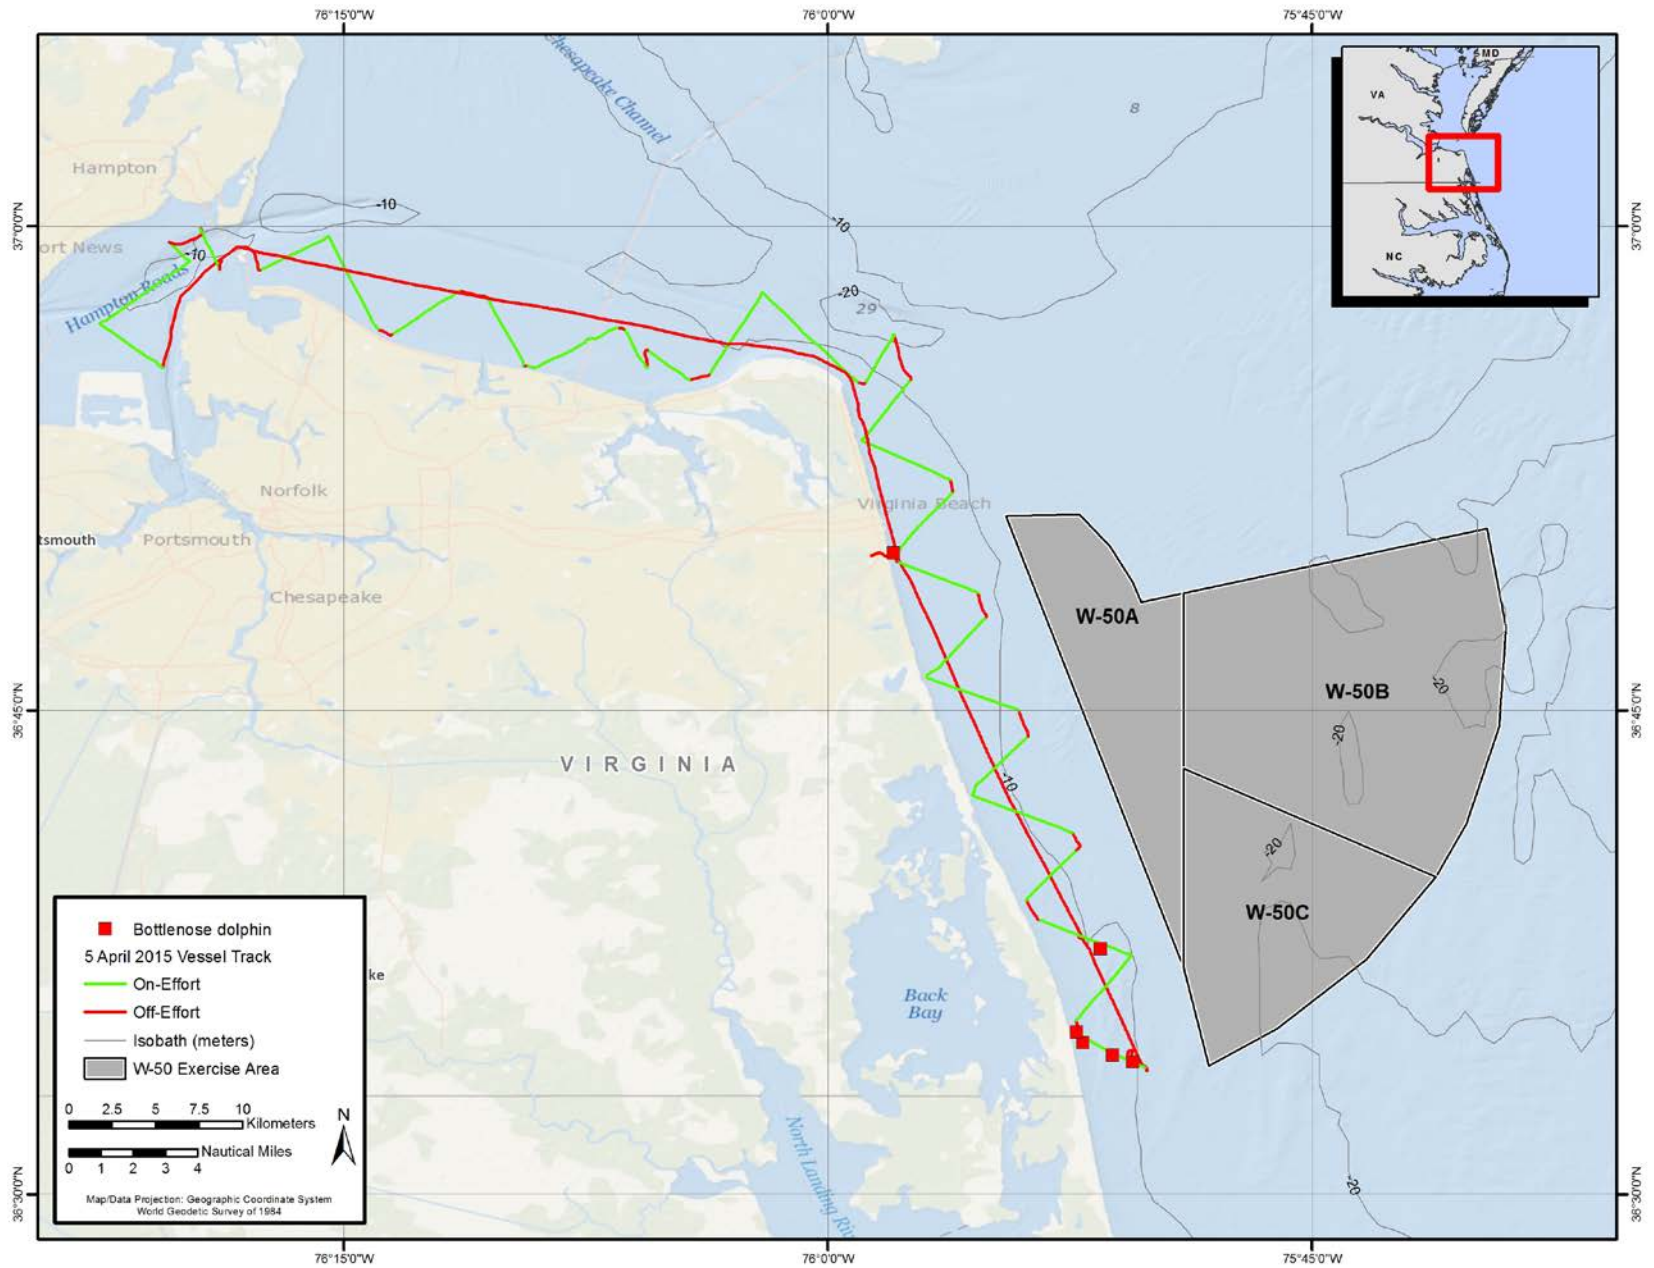 76°15'0"W
76°0'0"W
75°45'0"W
Chesapeake Channel
8
MD
VA
NC
Hampton
-10
37°0'0"N
37°0'0"N
ort News
-10
-10
Hampton Roads
-20
29
Norfolk
Virginia Beach
tsmouth
Portsmouth
Chesapeake
W-50A
W-50B
-20
36°45'0"N
36°45'0"N
-20
VIRGINIA
-10
-20
W-50C
Bottlenose dolphin
5 April 2015 Vessel Track
ke
On-Effort
Back
Bay
Off-Effort
Isobath (meters)
W-50 Exercise Area
0 2.5 5 7.5 10
Kilometers
N
Nautical Miles
0 1 2 3 4
North Landing Riv
-20
36°30'0"N
36°30'0"N
Map/Data Projection: Geographic Coordinate System
World Geodetic Survey of 1984
76°15'0"W
76°0'0"W
75°45'0"W